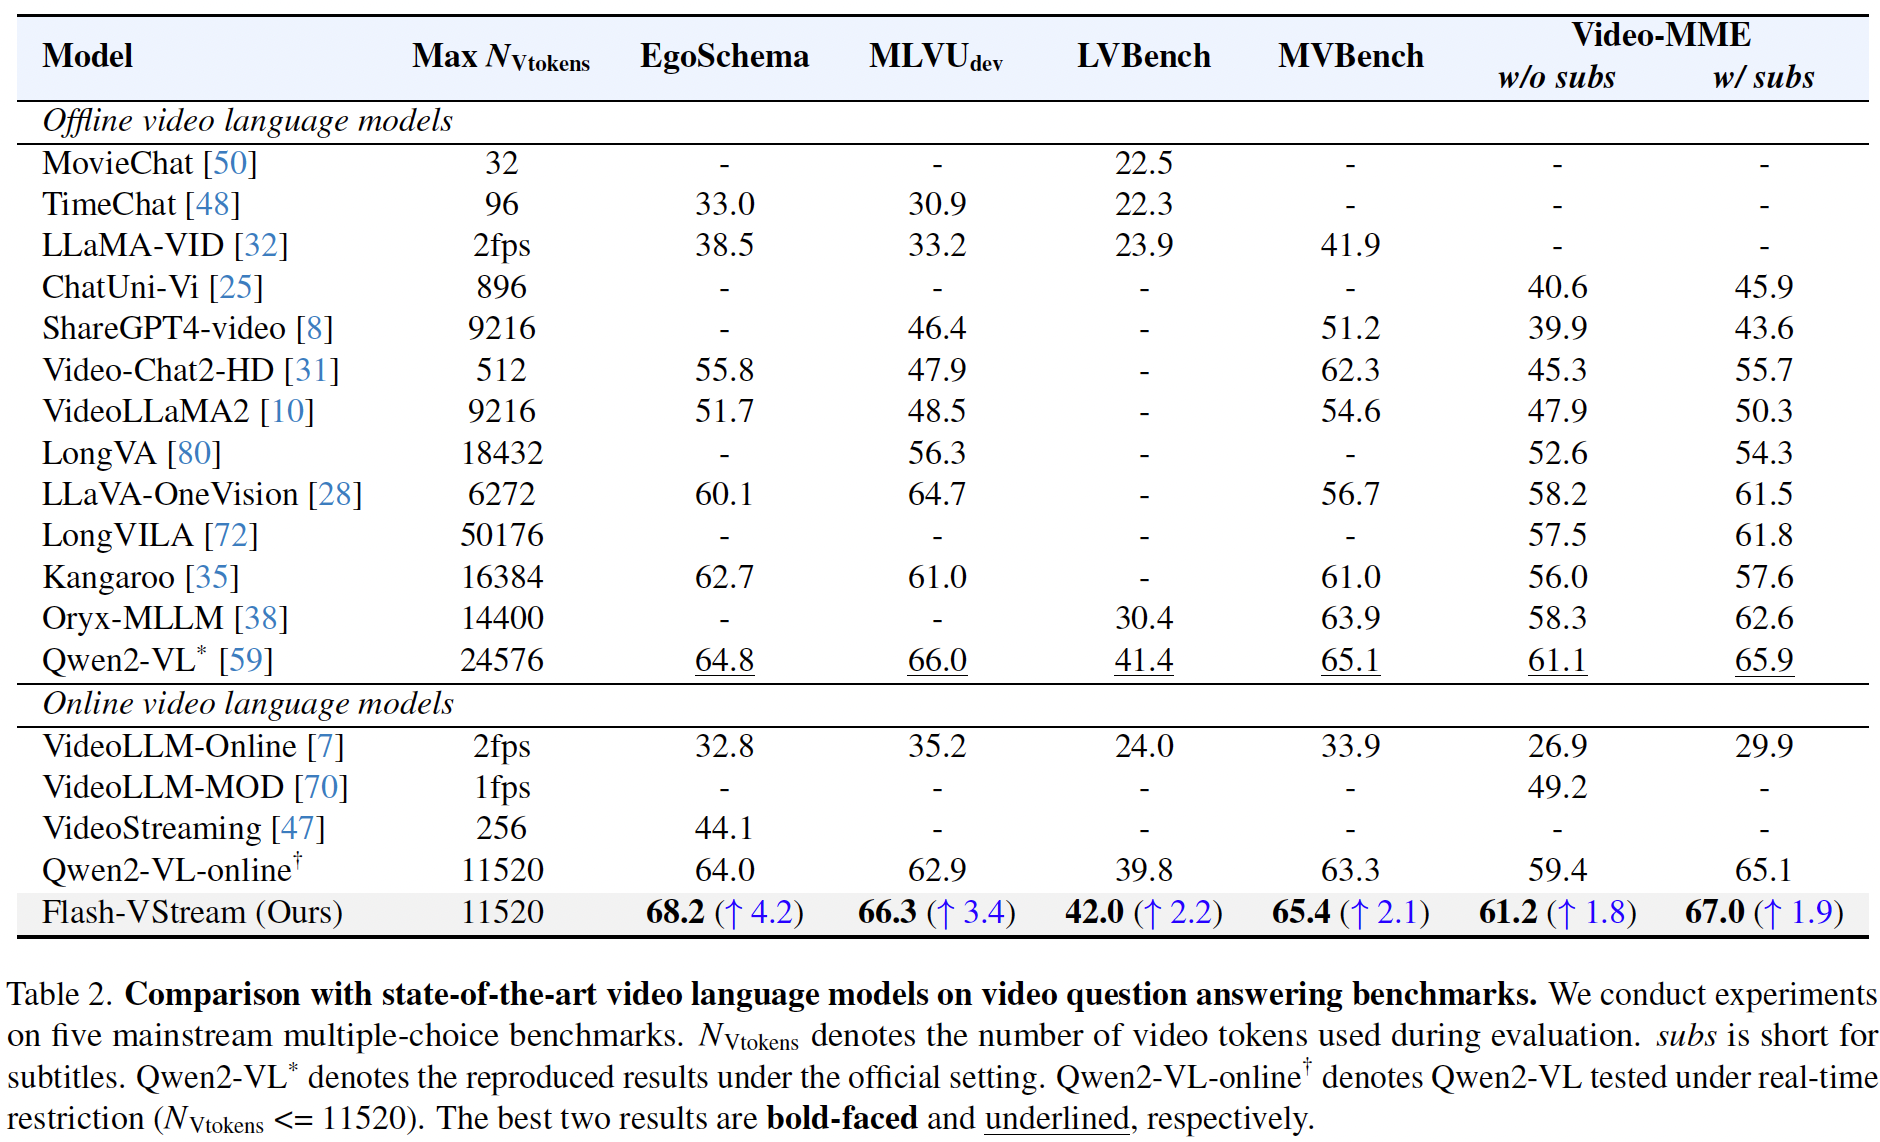 Model Max NVtokens EgoSchema MLVUdev LVBench MVBench Video-MME
w/o subs w/ subs
Offline video language models
MovieChat [50] 32 - - 22.5 - - -
TimeChat [48] 96 33.0 30.9 22.3 - - -
LLaMA-VID [32] 2fps 38.5 33.2 23.9 41.9 - -
ChatUni-Vi [25] 896 - - - - 40.6 45.9
ShareGPT4-video [8] 9216 - 46.4 - 51.2 39.9 43.6
Video-Chat2-HD [31] 512 55.8 47.9 - 62.3 45.3 55.7
VideoLLaMA2 [10] 9216 51.7 48.5 - 54.6 47.9 50.3
LongVA [80] 18432 - 56.3 - - 52.6 54.3
LLaVA-OneVision [28] 6272 60.1 64.7 - 56.7 58.2 61.5
LongVILA [72] 50176 - - - - 57.5 61.8
Kangaroo [35] 16384 62.7 61.0 - 61.0 56.0 57.6
Oryx-MLLM [38] 14400 - - 30.4 63.9 58.3 62.6
Qwen2-VL* [59] 24576 64.8 66.0 41.4 65.1 61.1 65.9
Online video language models
VideoLLM-Online [7] 2fps 32.8 35.2 24.0 33.9 26.9 29.9
VideoLLM-MOD [70] 1fps - - - - 49.2 -
VideoStreaming [47] 256 44.1 - - - - -
Qwen2-VL-online† 11520 64.0 62.9 39.8 63.3 59.4 65.1
Flash-VStream (Ours) 11520 68.2 (↑ 4.2) 66.3 (↑ 3.4) 42.0 (↑ 2.2) 65.4 (↑ 2.1) 61.2 (↑ 1.8) 67.0 (↑ 1.9)
Table 2. Comparison with state-of-the-art video language models on video question answering benchmarks. We conduct experiments
on five mainstream multiple-choice benchmarks. NVtokens denotes the number of video tokens used during evaluation. subs is short for
subtitles. Qwen2-VL* denotes the reproduced results under the official setting. Qwen2-VL-online† denotes Qwen2-VL tested under real-time
restriction (NVtokens <= 11520). The best two results are bold-faced and underlined, respectively.